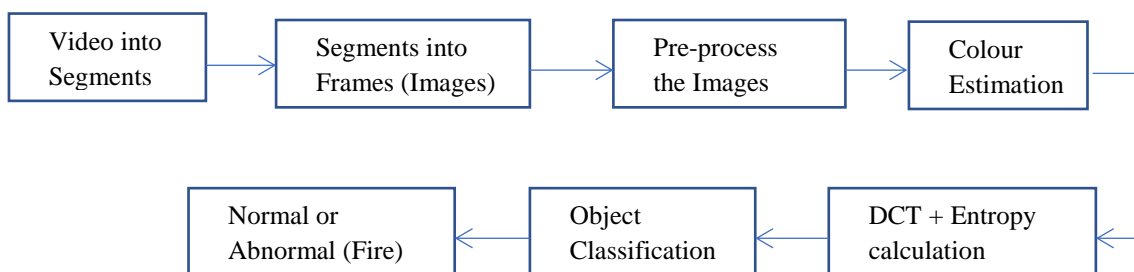 Video into
Segments
Segments into
Frames (Images)
Pre-process
the Images
Colour
Estimation
DCT + Entropy
calculation
Object
Classification
Normal or
Abnormal (Fire)